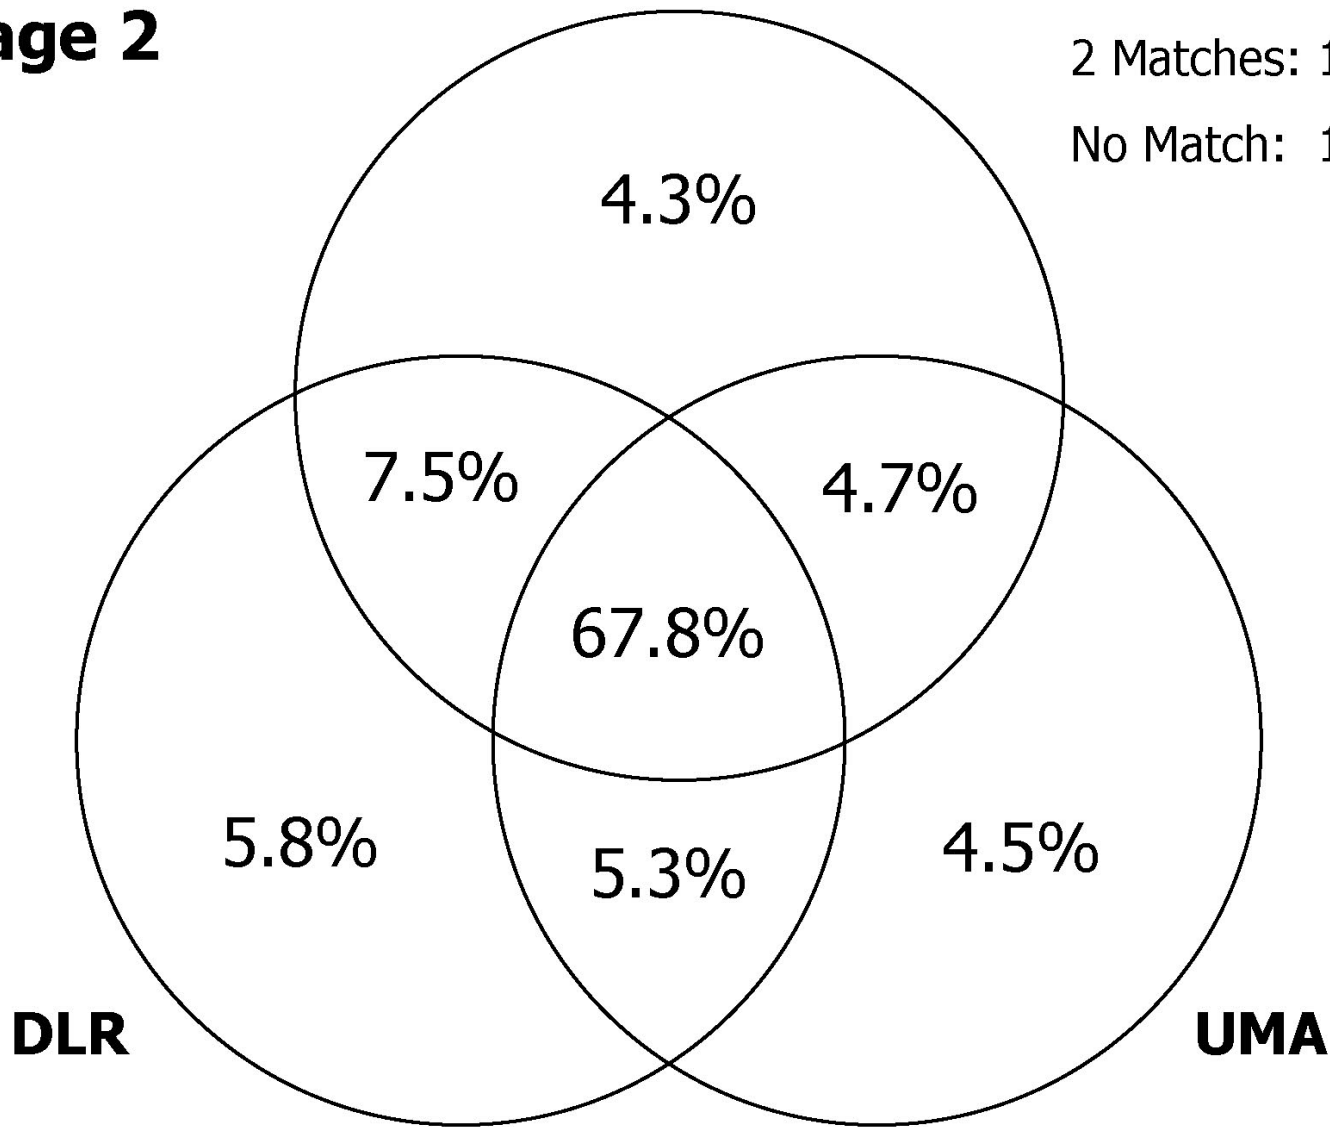 age 2
2 Matches: 1
No Match: 1
4.3%
7.5%
4.7%
67.8%
5.8%
5.3%
4.5%
DLR
UMA